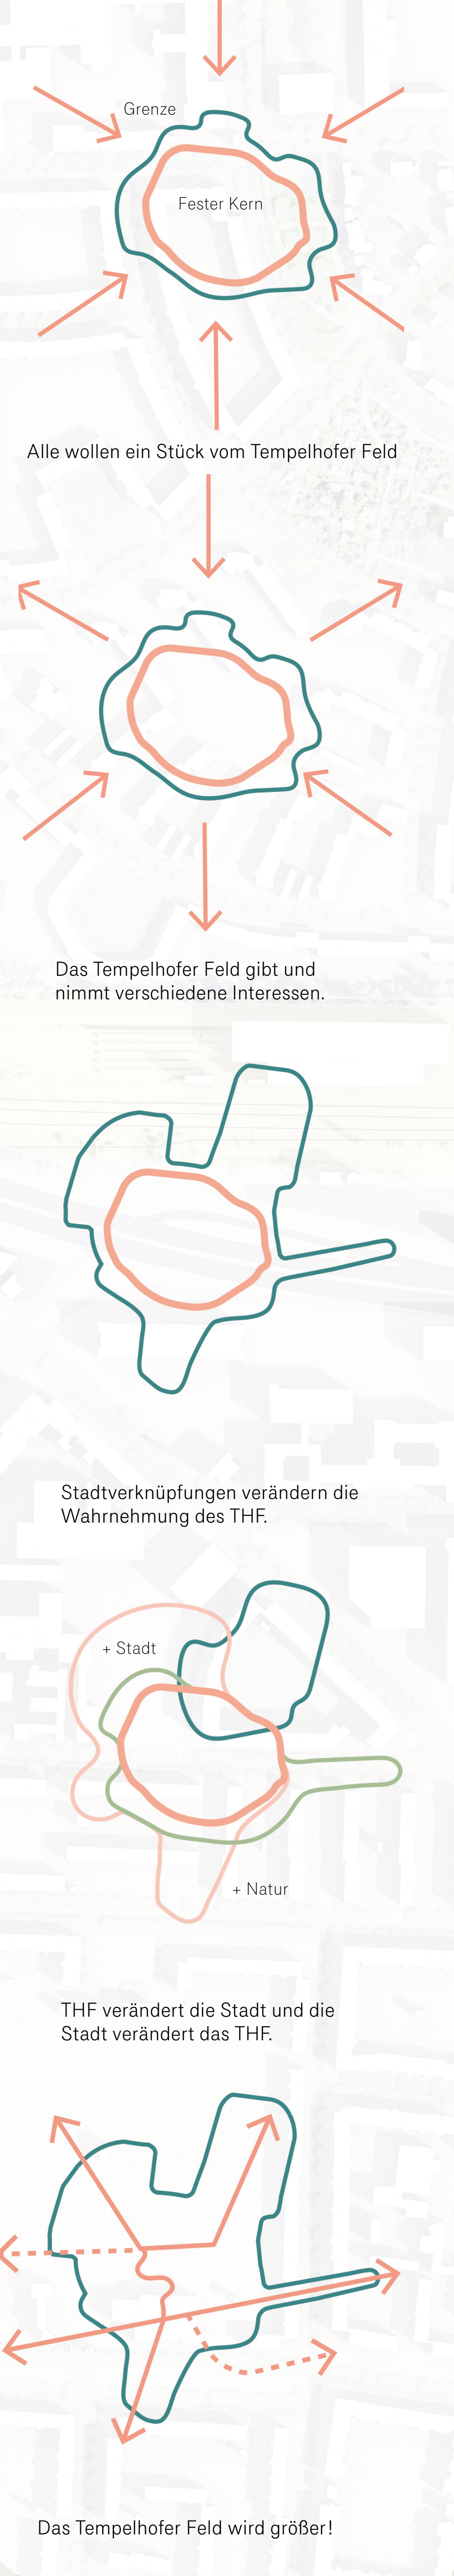 Grenze
Fester Kern
Alle wollen ein Stück vom Tempelhofer Feld
Das Tempelhofer Feld gibt und
nimmt verschiedene Interessen.
Stadtverknüpfungen verändern die
Wahrnehmung des THF.
+ Stadt
+ Natur
THF verändert die Stadt und die
Stadt verändert das THF.
Das Tempelhofer Feld wird größer!